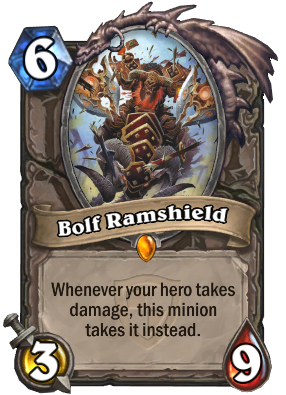 6
Bolf Ramshield
Whenever your hero takes
damage, this minion
takes it instead.
3
9